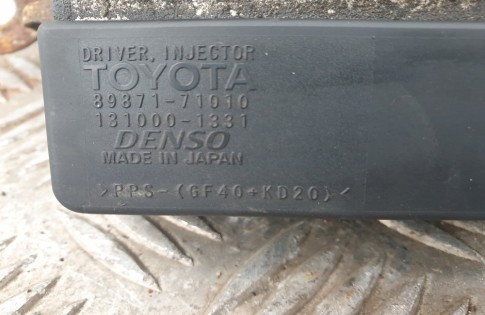 DRIVER, INJECTOR
TOYOTA
89871-71010
131000-1331
DENSO
MADE IN JAPAN
>PPS-(GF40+KD20)<